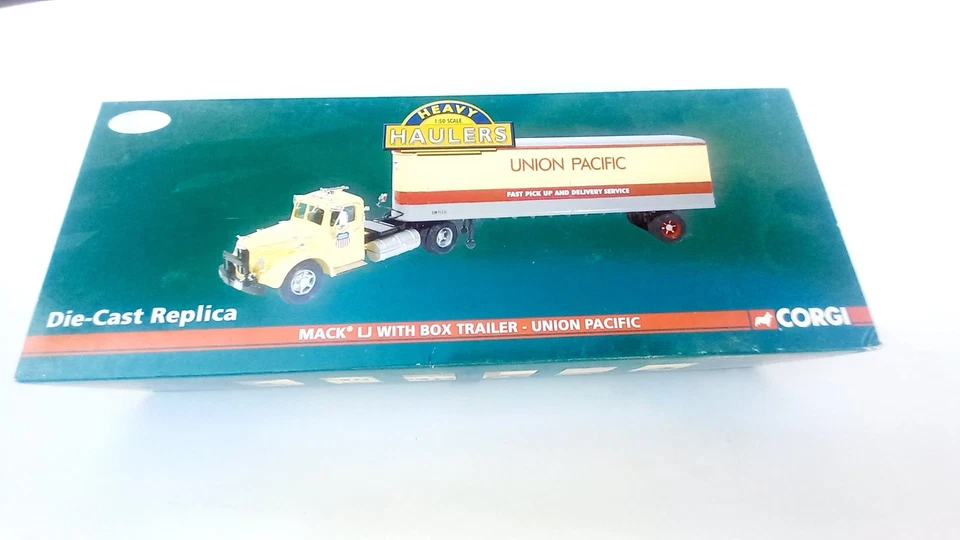 HEAVY
1:50 SCALE
HAULERS
UNION PACIFIC
FAST PICK UP AND DELIVERY SERVICE
Die-Cast Replica
MACK® LJ WITH BOX TRAILER - UNION PACIFIC
CORGI